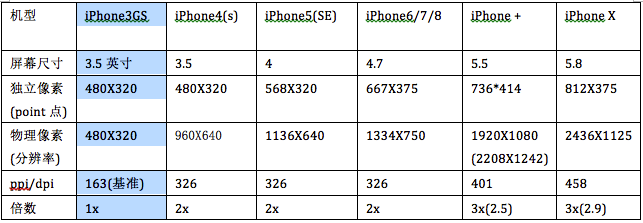 机型 iPhone3GS iPhone4(s) iPhone5(SE) iPhone6/7/8 iPhone + iPhone X
屏幕尺寸 3.5 英寸 3.5 4 4.7 5.5 5.8
独立像素 480X320 480X320 568X320 667X375 736*414 812X375
(point 点)
物理像素 480X320 960X640 1136X640 1334X750 1920X1080 2436X1125
(分辨率) (2208X1242)
ppi/dpi 163(基准) 326 326 326 401 458
倍数 1x 2x 2x 2x 3x(2.5) 3x(2.9)